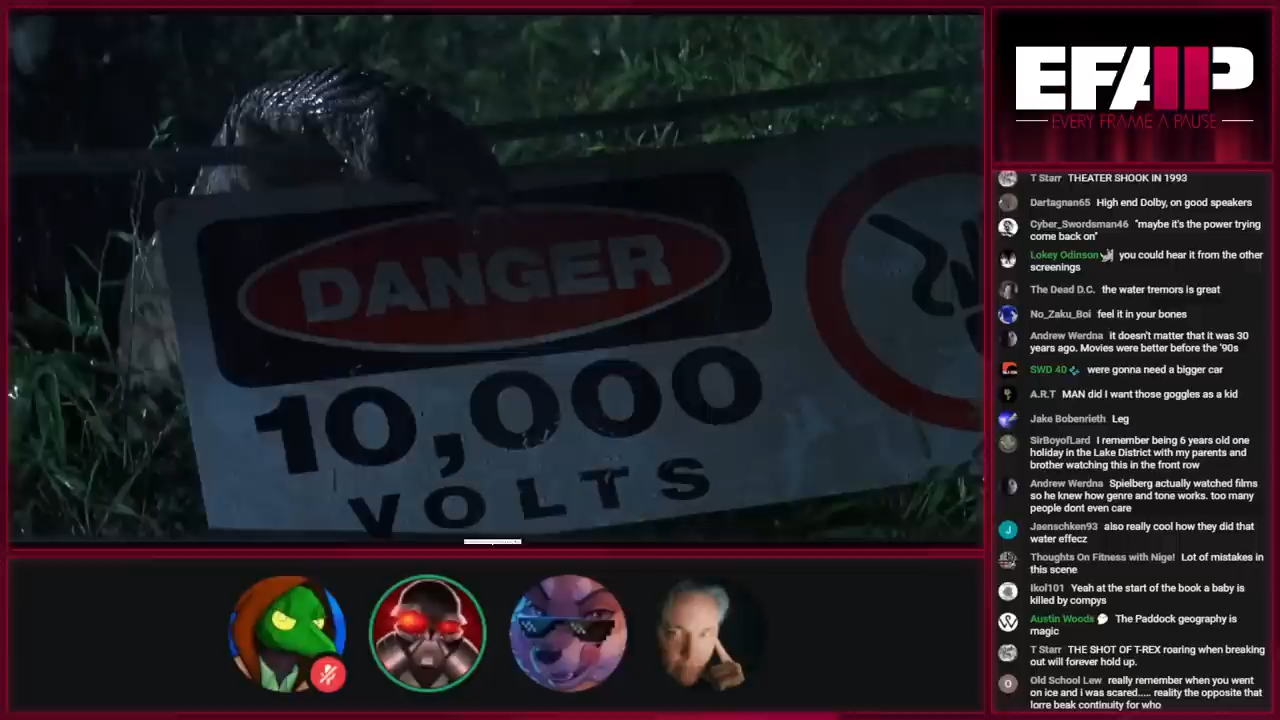 DANGER
10,000
VOLTS
EFAP
EVERY FRAME A PAUSE
T Starr THEATER SHOOK IN 1993
Dartagnan65 High end Dolby, on good speakers
Cyber_Swordsman46 "maybe it's the power trying
come back on"
Lokey Odinson you could hear it from the other
screenings
The Dead D.C. the water tremors is great
No_Zaku_Boi feel it in your bones
Andrew Werdna it doesn't matter that it was 30
years ago. Movies were better before the '90s
SWD 40 were gonna need a bigger car
A.R.T MAN did I want those goggles as a kid
Jake Bobenrieth Leg
SirBoyofLard I remember being 6 years old one
holiday in the Lake District with my parents and
brother watching this in the front row
Andrew Werdna Spielberg actually watched films
so he knew how genre and tone works. too many
people dont even care
J
Jaenschken93 also really cool how they did that
water effecz
Thoughts On Fitness with Nige! Lot of mistakes in
this scene
Ikol101 Yeah at the start of the book a baby is
killed by compys
Austin Woods The Paddock geography is
magic
T Starr THE SHOT OF T-REX roaring when breaking
out will forever hold up.
O
Old School Lew really remember when you went
on ice and i was scared..... reality the opposite that
lorre beak continuity for who